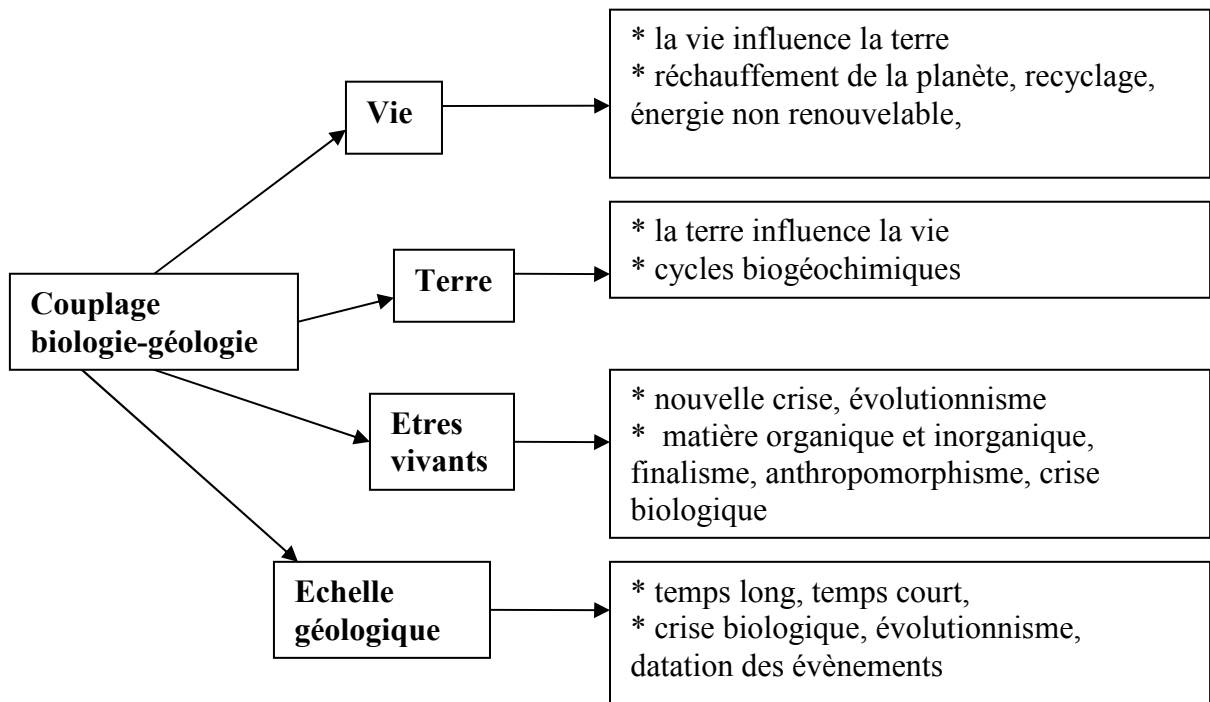 Couplage
biologie-géologie
Vie
* la vie influence la terre
* réchauffement de la planète, recyclage,
énergie non renouvelable,
Terre
* la terre influence la vie
* cycles biogéochimiques
Etres
vivants
* nouvelle crise, évolutionnisme
* matière organique et inorganique,
finalisme, anthropomorphisme, crise
biologique
Echelle
géologique
* temps long, temps court,
* crise biologique, évolutionnisme,
datation des évènements